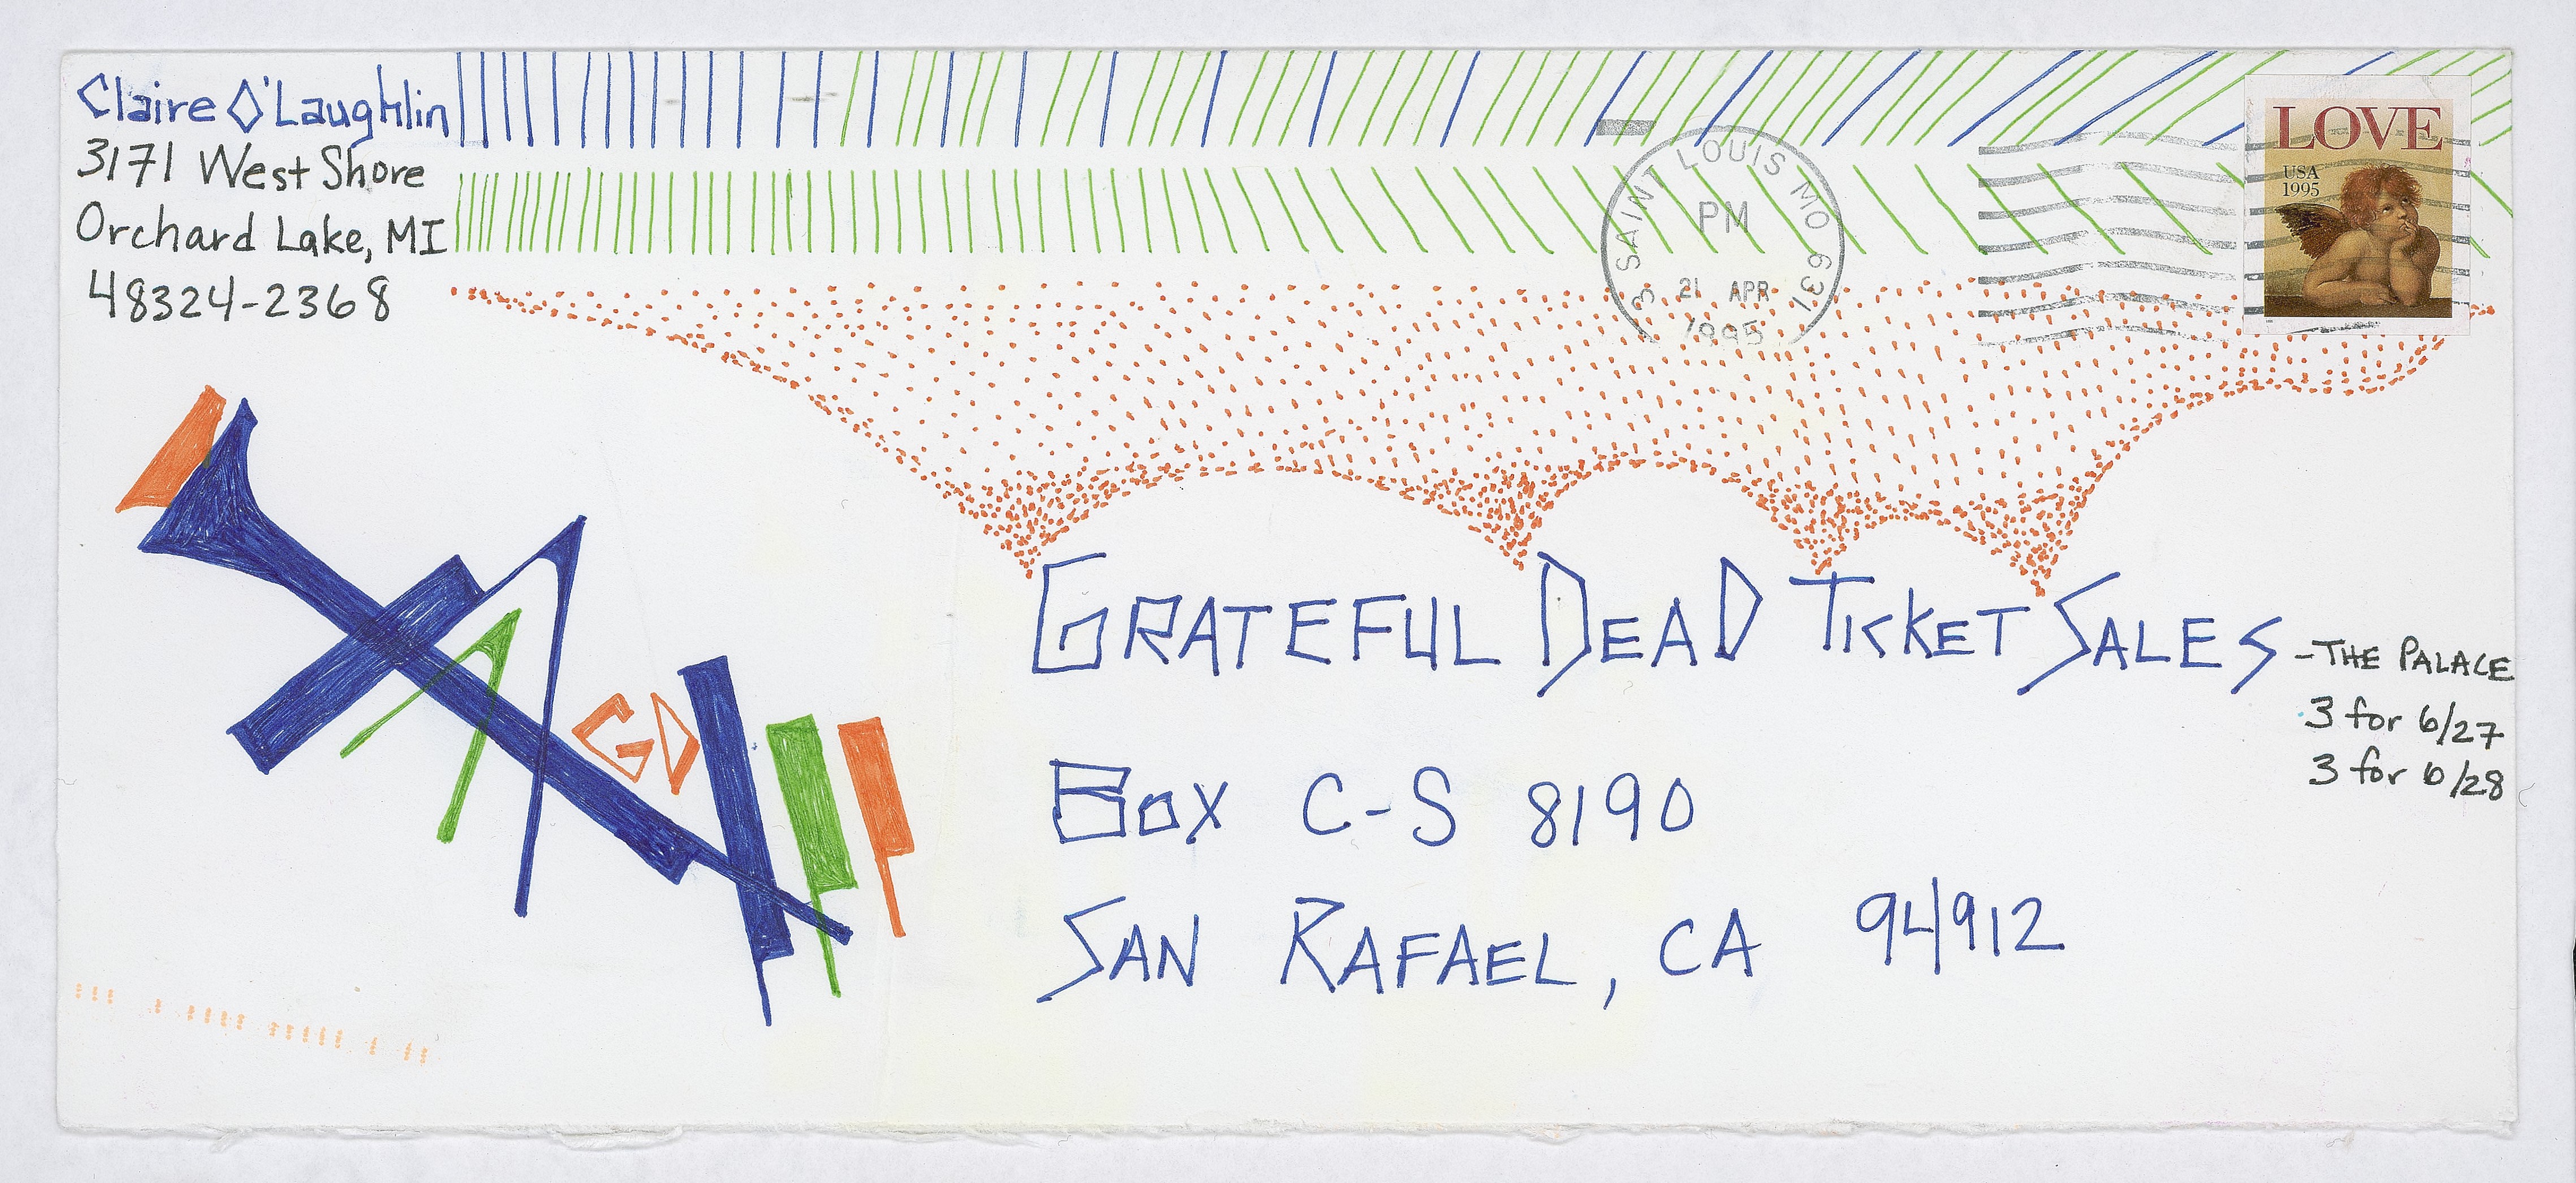 Claire O'Laughlin
3171 West Shore
Orchard Lake, MI
48324-2368
SAINT LOUIS MO 631
PM
21 APR
1995
LOVE
USA
1995
GD
GRATEFUL DEAD TICKET SALES
-THE PALACE
3 for 6/27
3 for 6/28
BOX C-S 8190
SAN RAFAEL, CA 94912